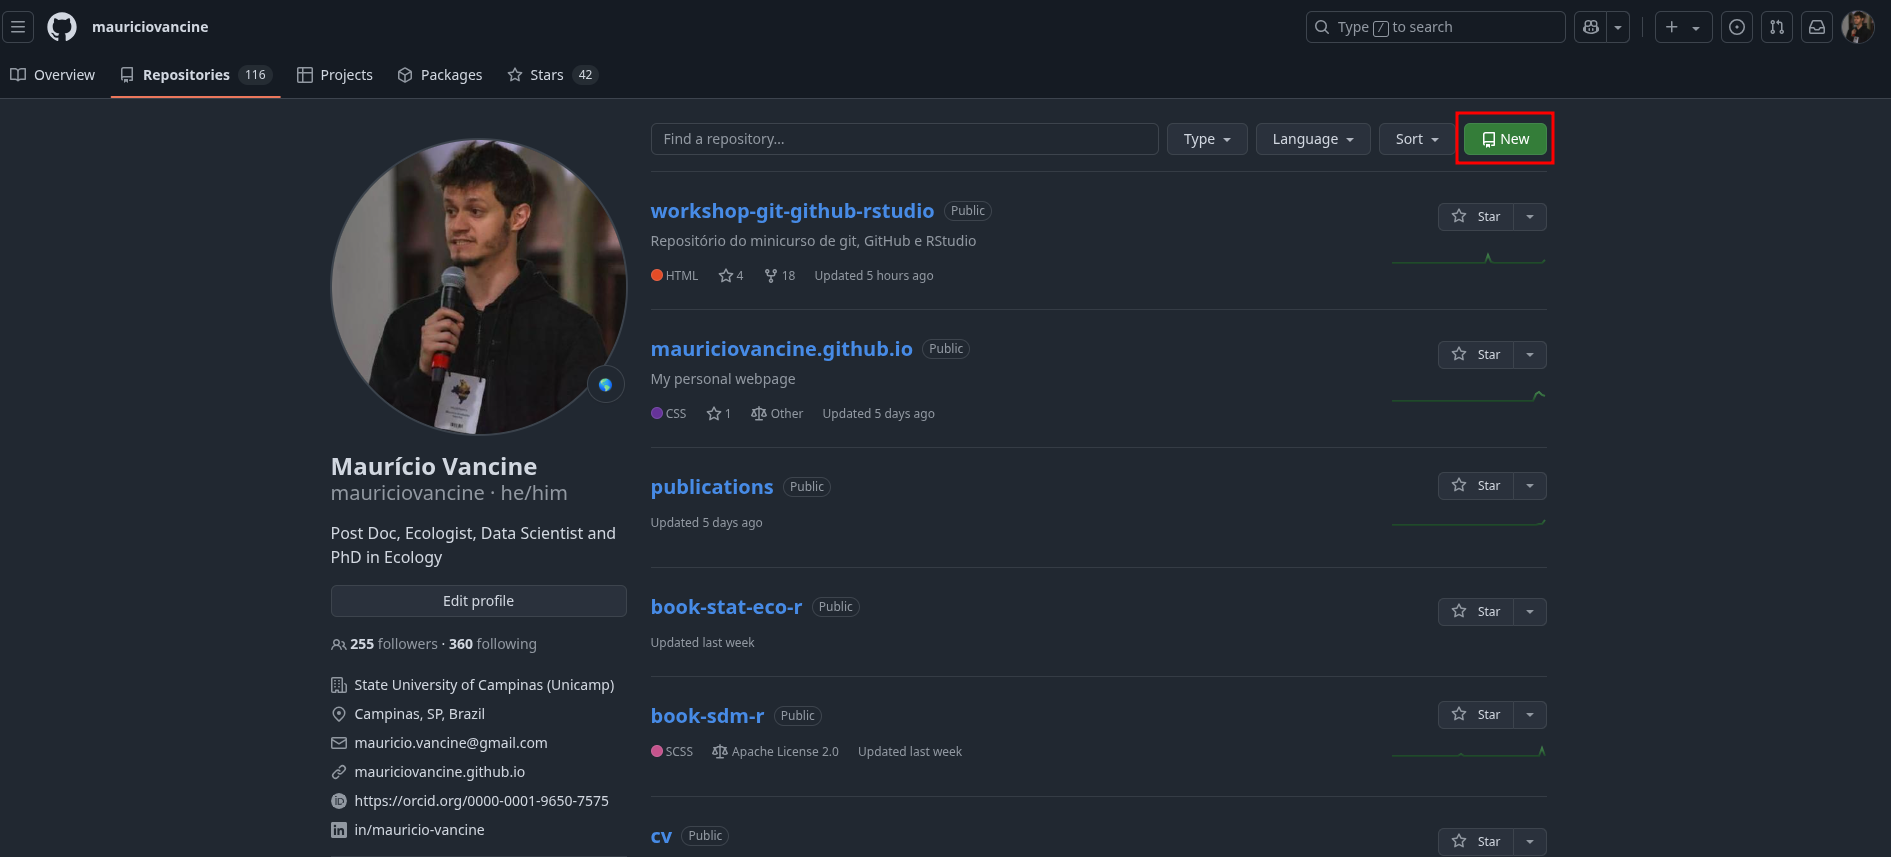 mauriciovancine
Type / to search
Overview
Repositories 116
Projects
Packages
Stars 42
Find a repository...
Type
Language
Sort
New
workshop-git-github-rstudio Public
Star
Repositório do minicurso de git, GitHub e RStudio
HTML 4 18 Updated 5 hours ago
mauriciovancine.github.io Public
Star
My personal webpage
CSS 1 Other Updated 5 days ago
publications Public
Star
Updated 5 days ago
book-stat-eco-r Public
Star
Updated last week
book-sdm-r Public
Star
SCSS Apache License 2.0 Updated last week
cv Public
Star
Maurício Vancine
mauriciovancine · he/him
Post Doc, Ecologist, Data Scientist and
PhD in Ecology
Edit profile
255 followers · 360 following
State University of Campinas (Unicamp)
Campinas, SP, Brazil
mauricio.vancine@gmail.com
mauriciovancine.github.io
iD https://orcid.org/0000-0001-9650-7575
in in/mauricio-vancine